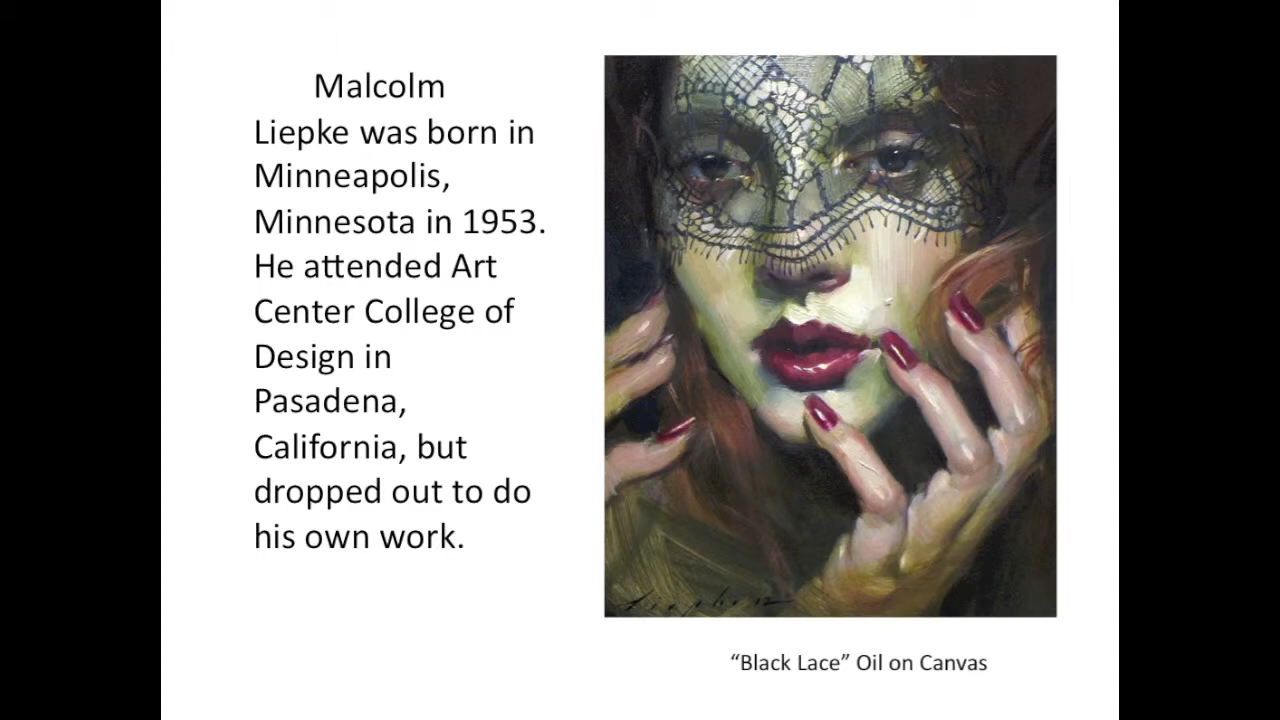 Malcolm
Liepke was born in
Minneapolis,
Minnesota in 1953.
He attended Art
Center College of
Design in
Pasadena,
California, but
dropped out to do
his own work.
“Black Lace” Oil on Canvas